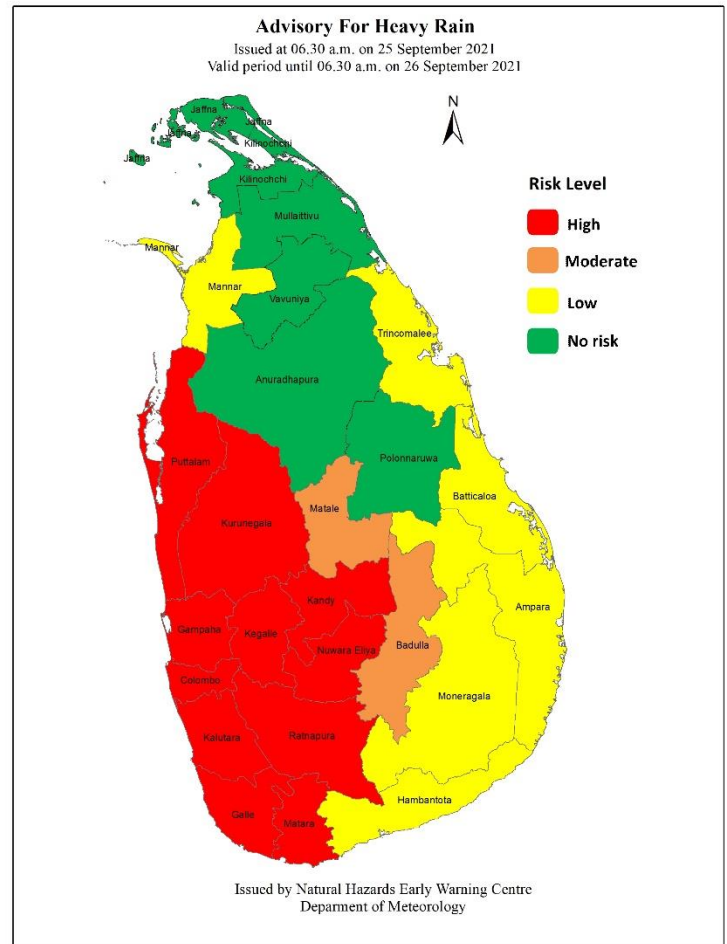 Advisory For Heavy Rain
Issued at 06.30 a.m. on 25 September 2021
Valid period until 06.30 a.m. on 26 September 2021
N
Jaffna
Jaffna
Jaffna
Jaffna
Kilinochchi
Kilinochchi
Mullaittivu
Mannar
Mannar
Vavuniya
Trincomalee
Anuradhapura
Polonnaruwa
Puttalam
Batticaloa
Matale
Kurunegala
Kandy
Ampara
Gampaha
Kegalle
Nuwara Eliya
Badulla
Colombo
Moneragala
Kalutara
Ratnapura
Hambantota
Galle
Matara
Risk Level
High
Moderate
Low
No risk
Issued by Natural Hazards Early Warning Centre
Deparment of Meteorology